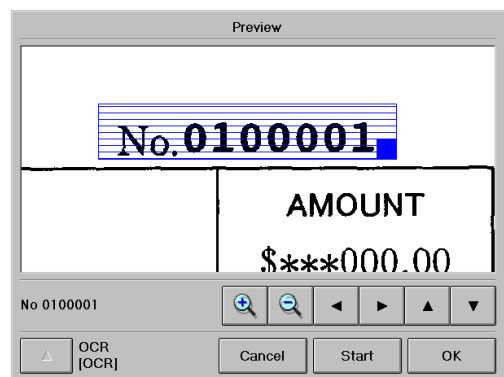 Preview
No. 0100001
AMOUNT
$***000.00
No 0100001
OCR
[OCR]
Cancel
Start
OK